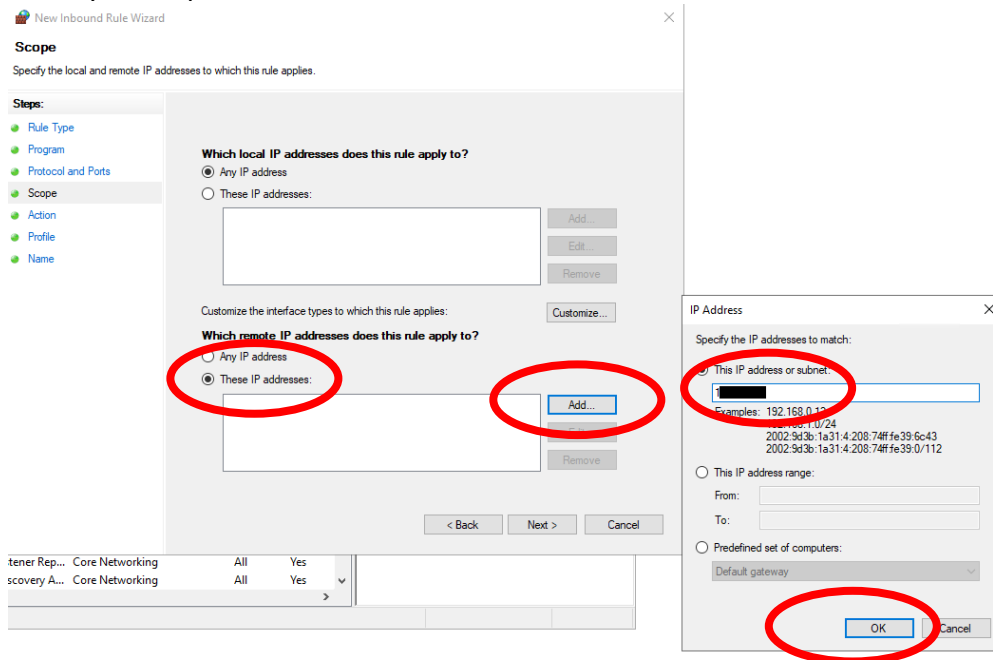 New Inbound Rule Wizard
Scope
Specify the local and remote IP addresses to which this rule applies.
Steps:
Rule Type
Program
Protocol and Ports
Scope
Action
Profile
Name
Which local IP addresses does this rule apply to?
Any IP address
These IP addresses:
Add...
Edit...
Remove
Customize the interface types to which this rule applies:
Customize...
Which remote IP addresses does this rule apply to?
Any IP address
These IP addresses:
Add...
Remove
< Back Next > Cancel
Core Networking All Yes
Core Networking All Yes
IP Address
Specify the IP addresses to match:
This IP address or subnet:
1
Examples: 192.168.0.12
192.168.1.0/24
2002:9d3b:1a31:4:208:74ff:fe39:6c43
2002:9d3b:1a31:4:208:74ff:fe39:0/112
This IP address range:
From:
To:
Predefined set of computers:
Default gateway
OK Cancel